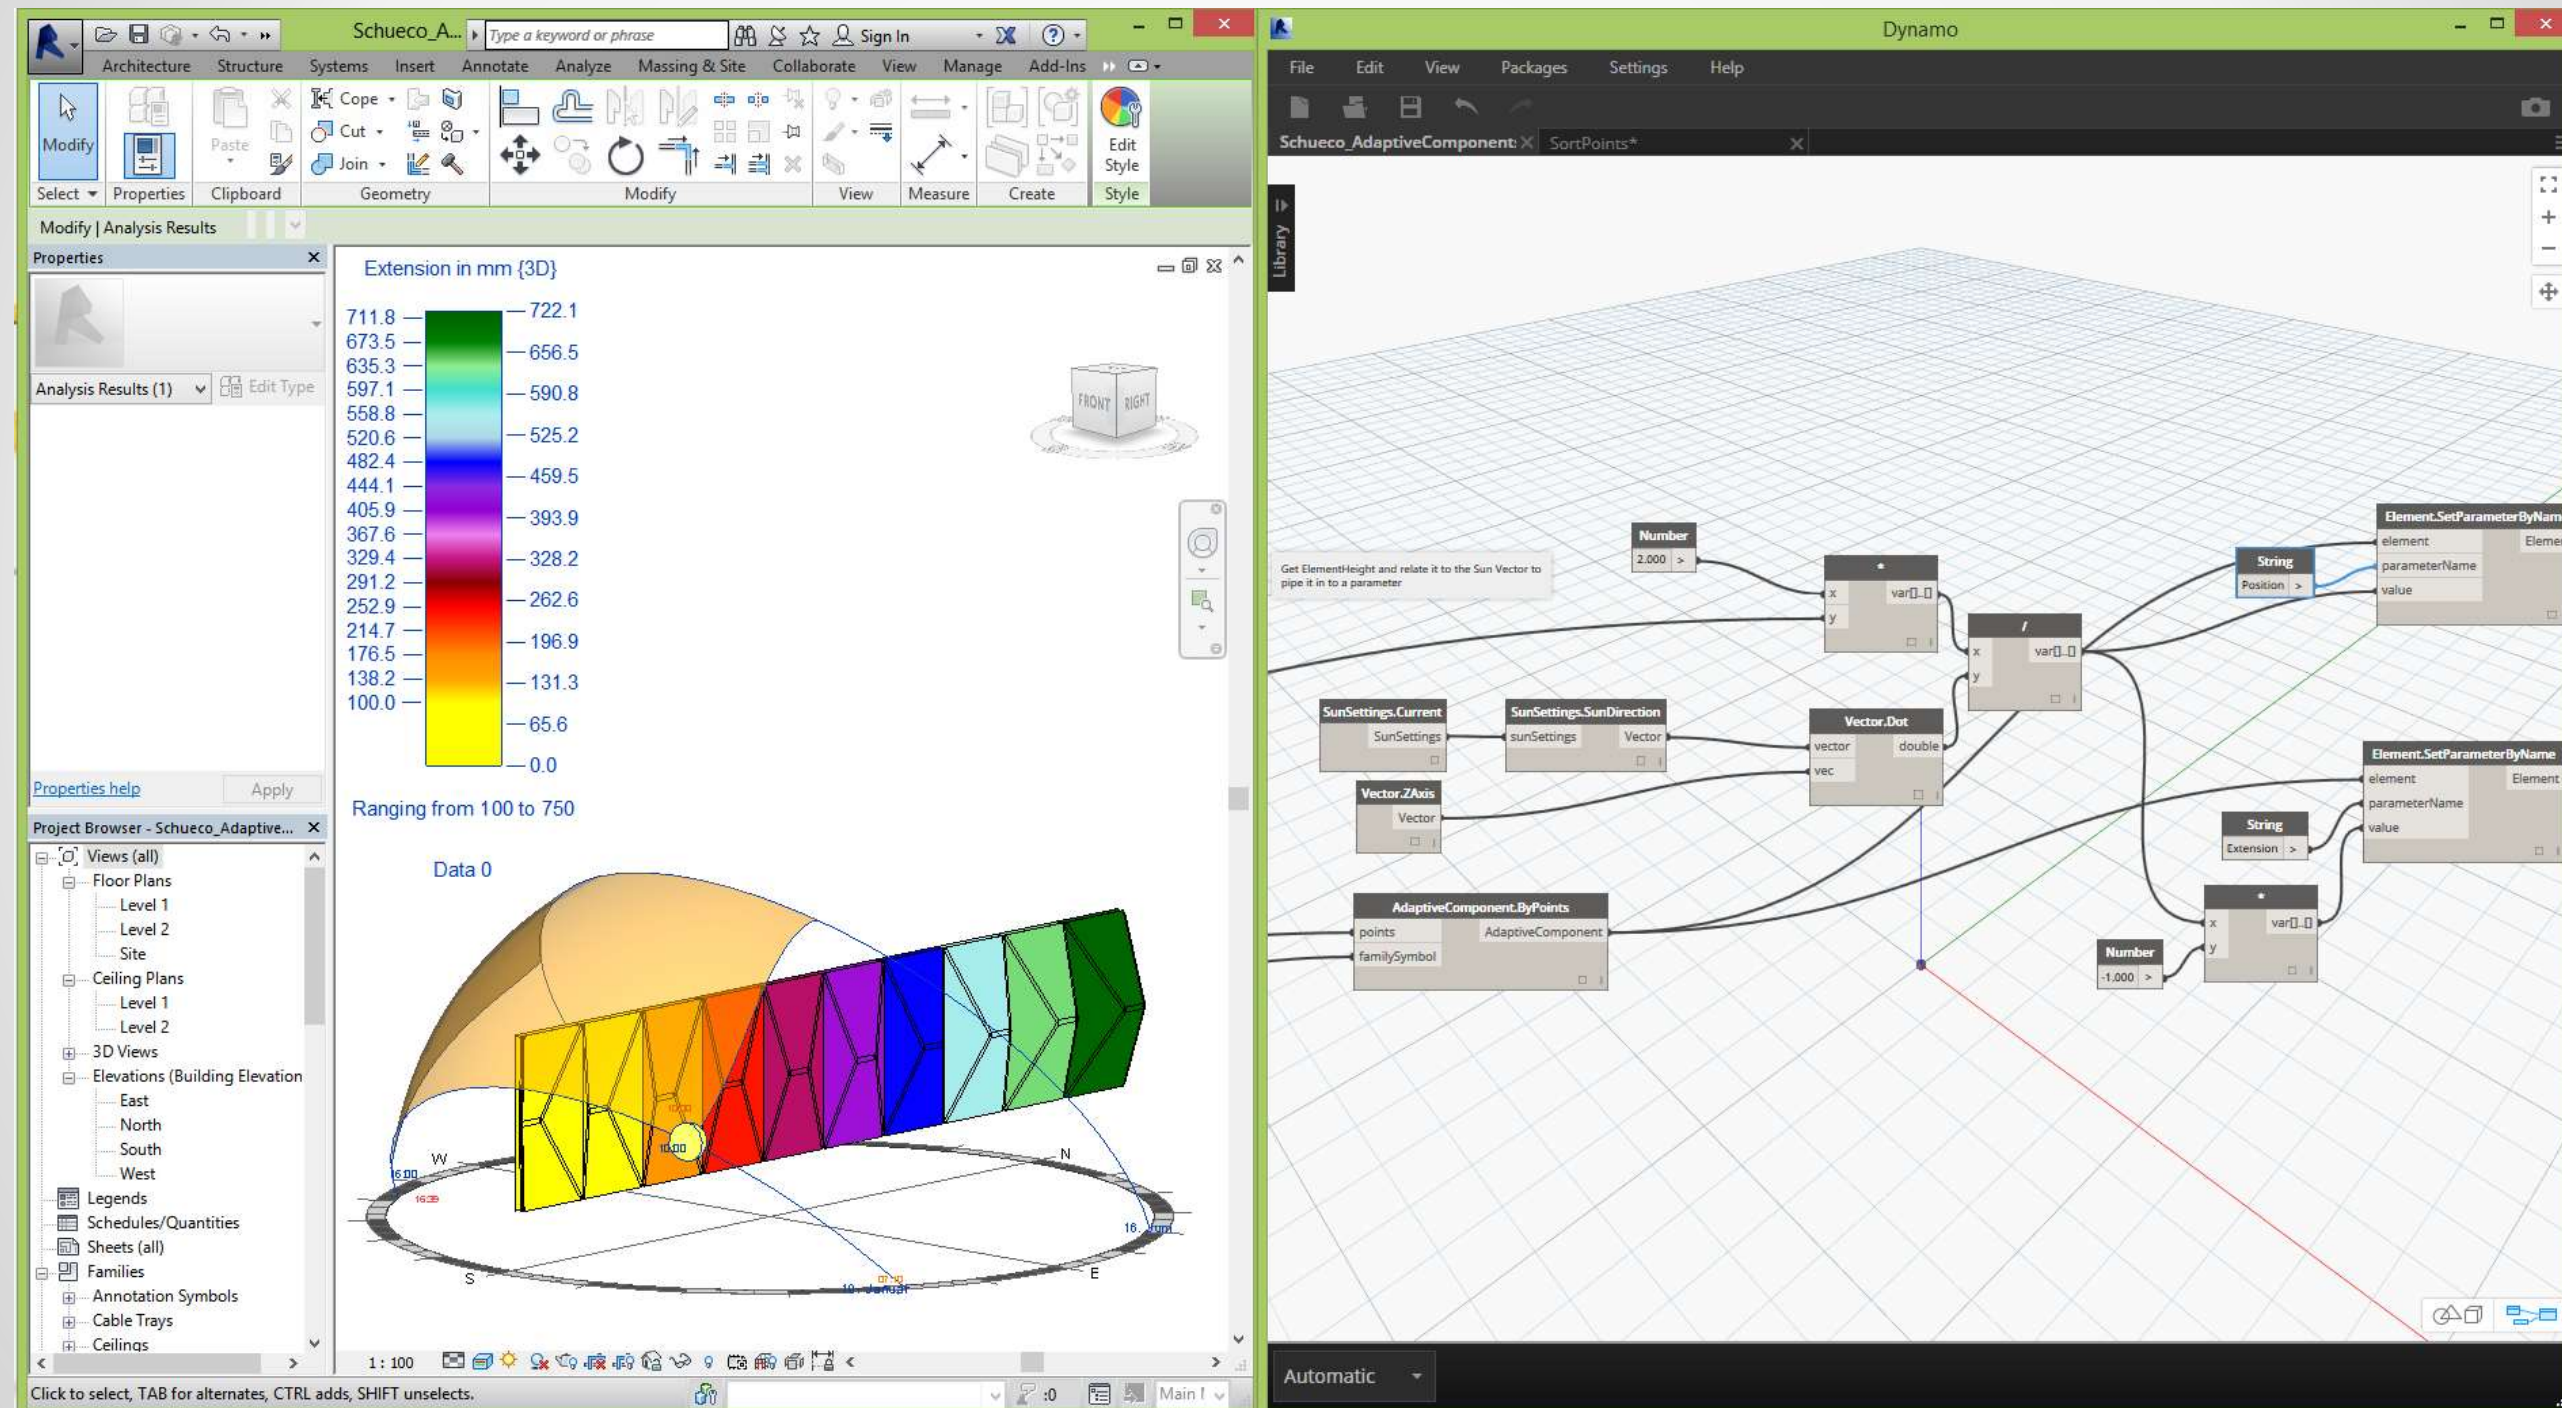 Schueco_A...
Type a keyword or phrase
Sign In
Architecture Structure Systems Insert Annotate Analyze Massing & Site Collaborate View Manage Add-Ins
Modify
Paste
Cope
Cut
Join
Edit
Style
Select Properties Clipboard Geometry Modify View Measure Create Style
Modify | Analysis Results
Properties
Analysis Results (1) Edit Type
Properties help Apply
Project Browser - Schueco_Adaptive...
Views (all)
Floor Plans
Level 1
Level 2
Site
Ceiling Plans
Level 1
Level 2
3D Views
Elevations (Building Elevation
East
North
South
West
Legends
Schedules/Quantities
Sheets (all)
Families
Annotation Symbols
Cable Trays
Ceilings
Extension in mm {3D}
711.8
673.5
635.3
597.1
558.8
520.6
482.4
444.1
405.9
367.6
329.4
291.2
252.9
214.7
176.5
138.2
100.0
722.1
656.5
590.8
525.2
459.5
393.9
328.2
262.6
196.9
131.3
65.6
0.0
Ranging from 100 to 750
Data 0
FRONT RIGHT
10:00
W
N
S
E
16:39
1 : 100
Click to select, TAB for alternates, CTRL adds, SHIFT unselects.
:0
Main
Dynamo
File Edit View Packages Settings Help
Schueco_AdaptiveComponent
SortPoints*
Library
Get ElementHeight and relate it to the Sun Vector to
pipe it in to a parameter
Number
2.000 >
*
x var[]..[]
y
/
x var[]..[]
y
String
Position >
Element.SetParameterByNam
element Eleme
parameterName
value
SunSettings.Current
SunSettings
SunSettings.SunDirection
sunSettings Vector
Vector.ZAxis
Vector
Vector.Dot
vector double
vec
Element.SetParameterByName
element Element
parameterName
value
String
Extension >
AdaptiveComponent.ByPoints
points AdaptiveComponent
familySymbol
*
x var[]..[]
y
Number
-1.000 >
Automatic